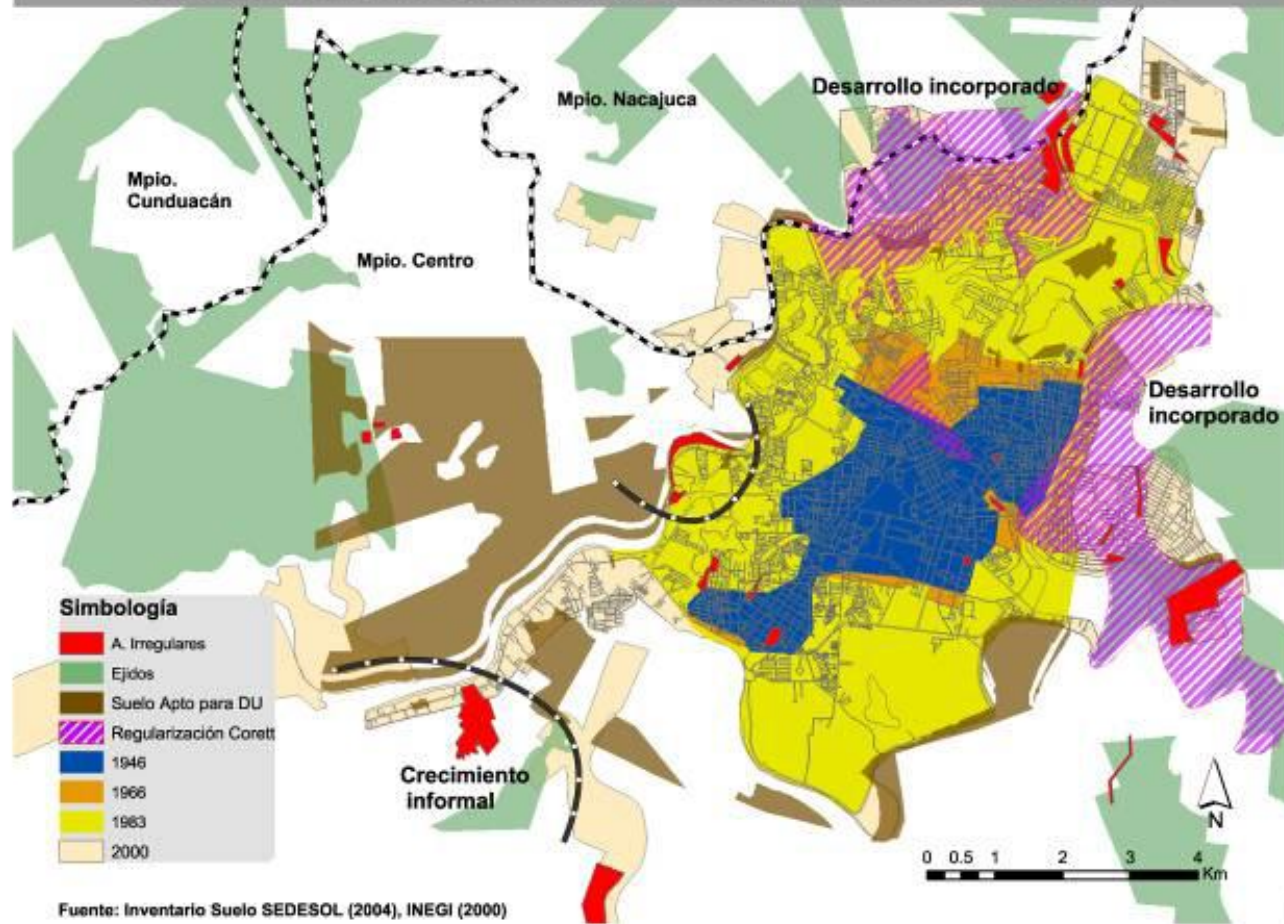 Mpio. Nacajuca
Desarrollo incorporado
Mpio.
Cunduacán
Mpio. Centro
Desarrollo
incorporado
Crecimiento
informal
Simbología
A. Irregulares
Ejidos
Suelo Apto para DU
Regularización Corett
1946
1966
1983
2000
N
0 0.5 1 2 3 4
Km
Fuente: Inventario Suelo SEDESOL (2004), INEGI (2000)